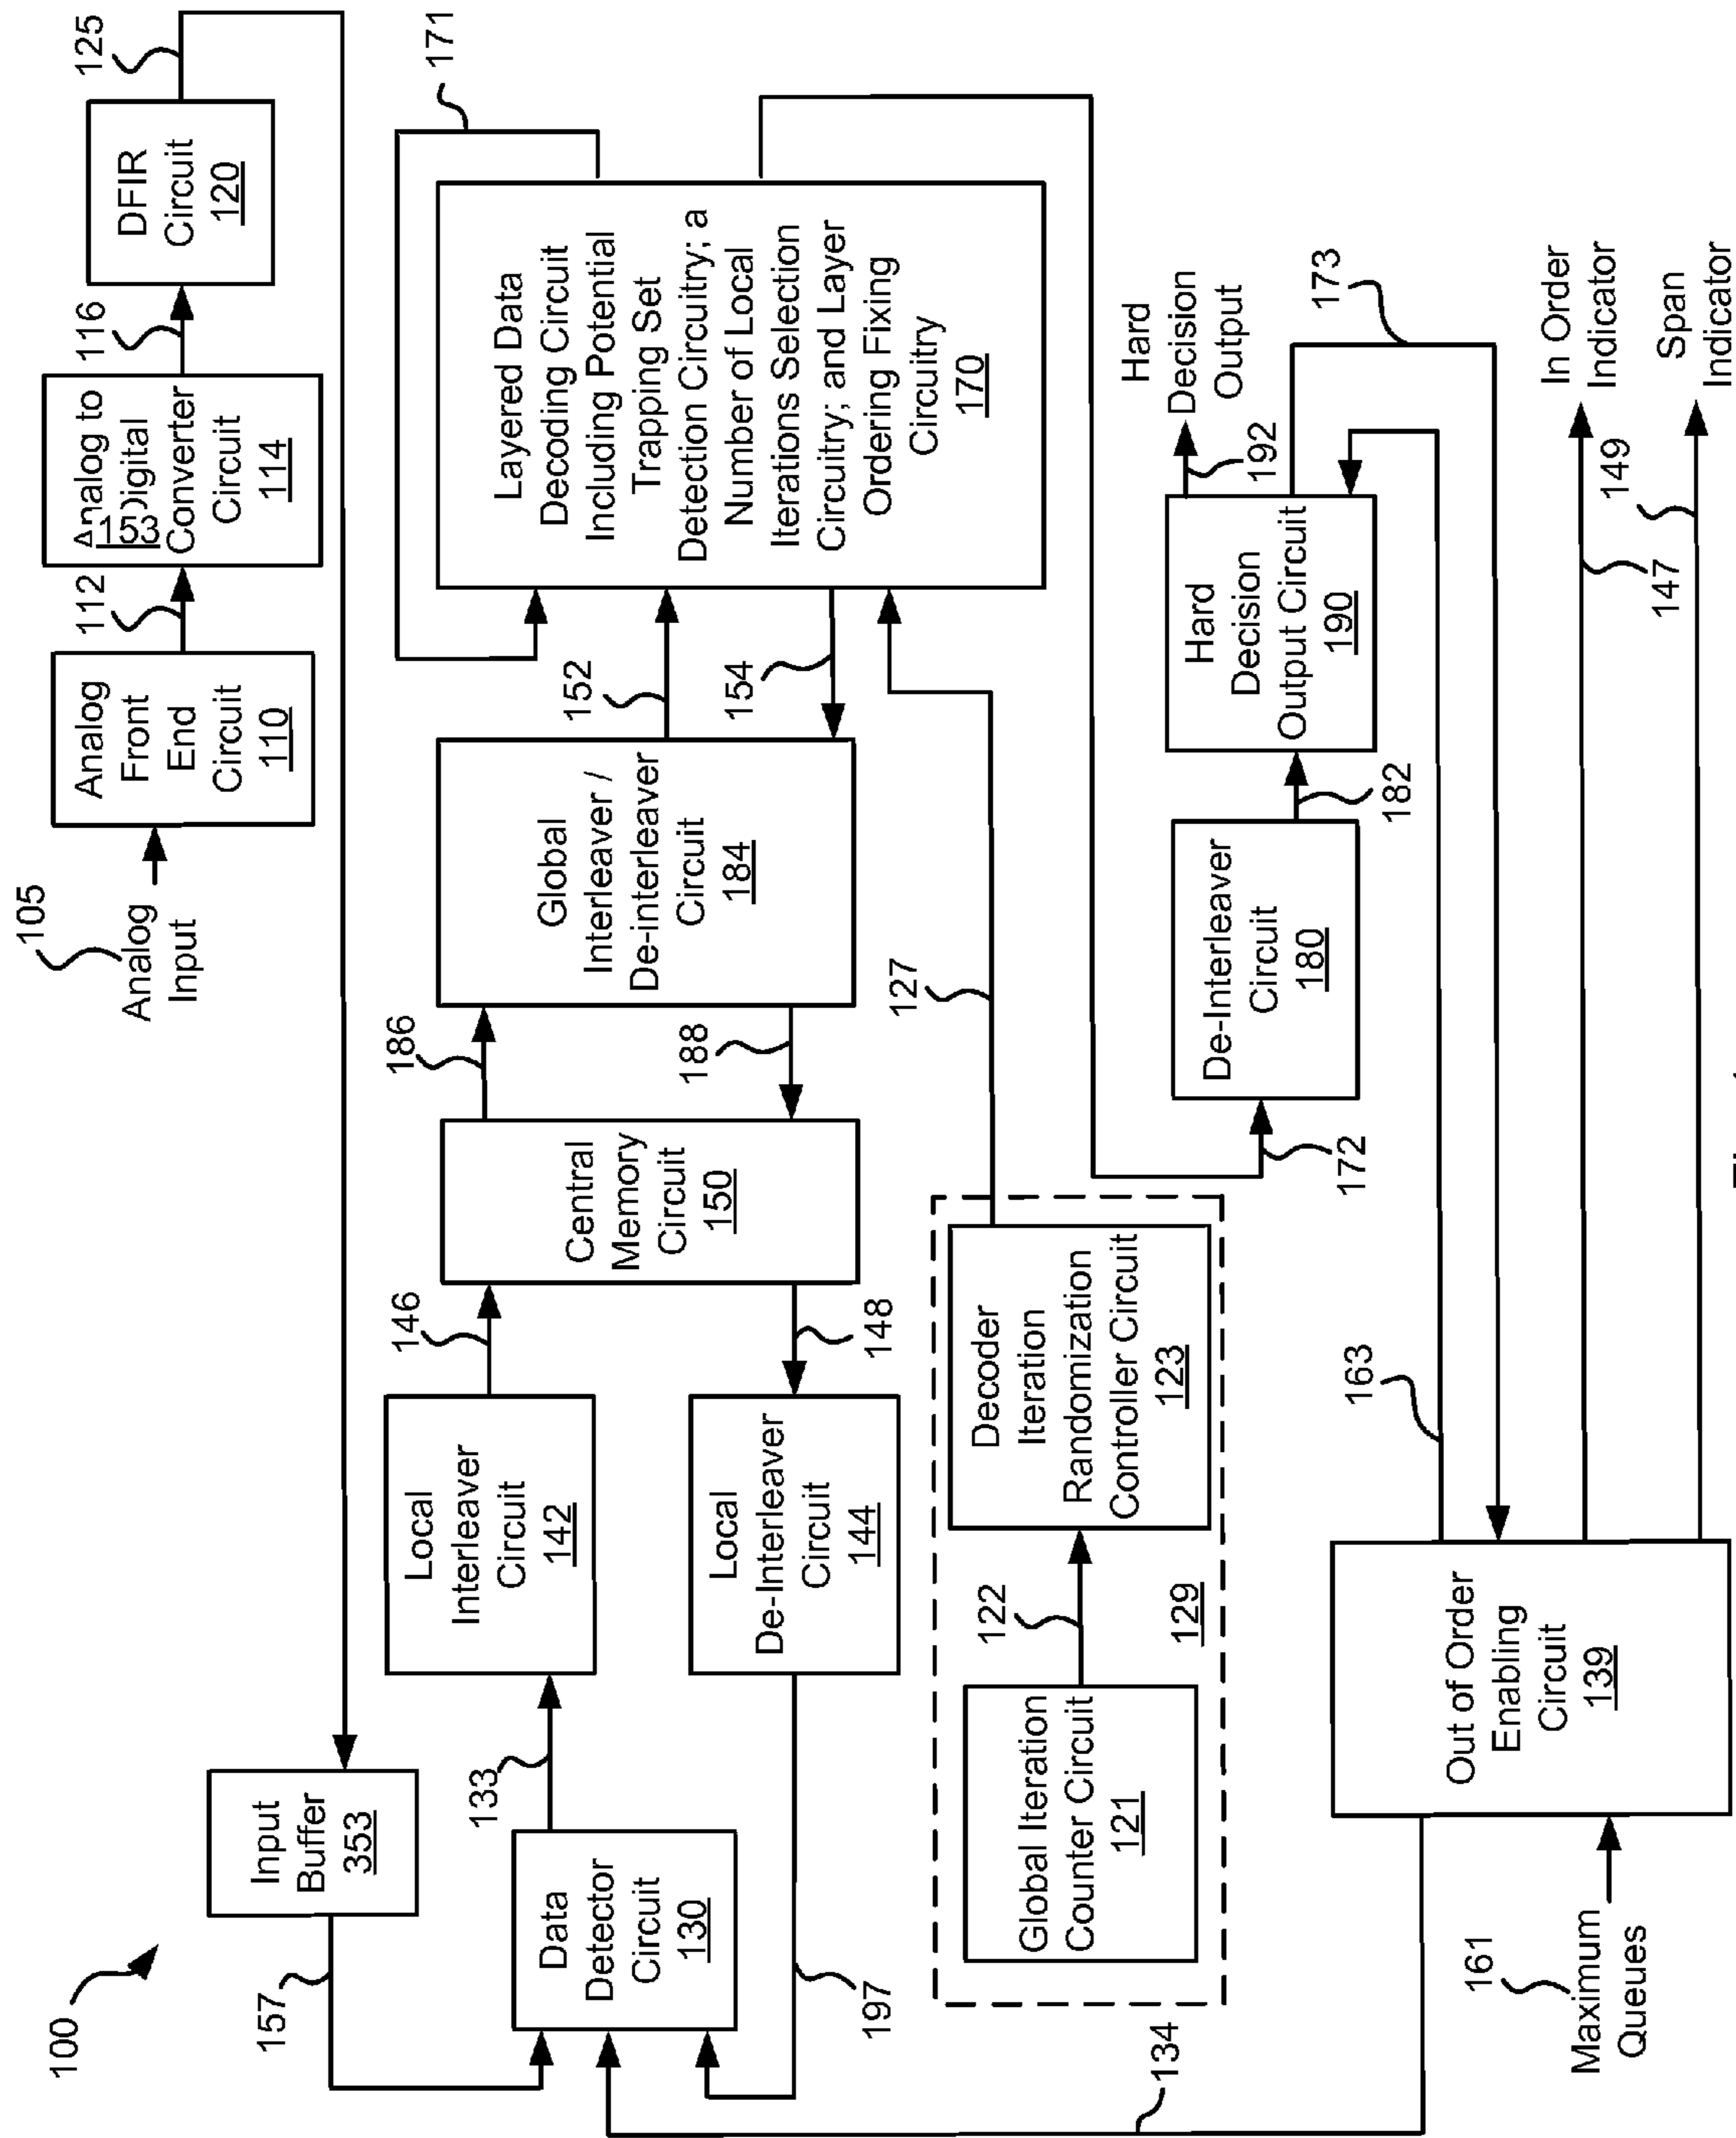 100
105
Analog
Input
Analog
Front
End
Circuit
110
112
Analog to
Digital
153
Converter
Circuit
114
116
DFIR
Circuit
120
125
Input
Buffer
353
157
Data
Detector
Circuit
130
133
Local
Interleaver
Circuit
142
146
Local
De-Interleaver
Circuit
144
148
197
Central
Memory
Circuit
150
186
188
Global
Interleaver /
De-interleaver
Circuit
184
152
154
Layered Data
Decoding Circuit
Including Potential
Trapping Set
Detection Circuitry; a
Number of Local
Iterations Selection
Circuitry; and Layer
Ordering Fixing
Circuitry
170
171
Global Iteration
Counter Circuit
121
122
Decoder
Iteration
Randomization
Controller Circuit
123
129
127
172
De-Interleaver
Circuit
180
182
Hard
Decision
Output Circuit
190
192
Hard
Decision
Output
173
134
161
Maximum
Queues
Out of Order
Enabling
Circuit
139
163
147
149
In Order
Indicator
Span
Indicator